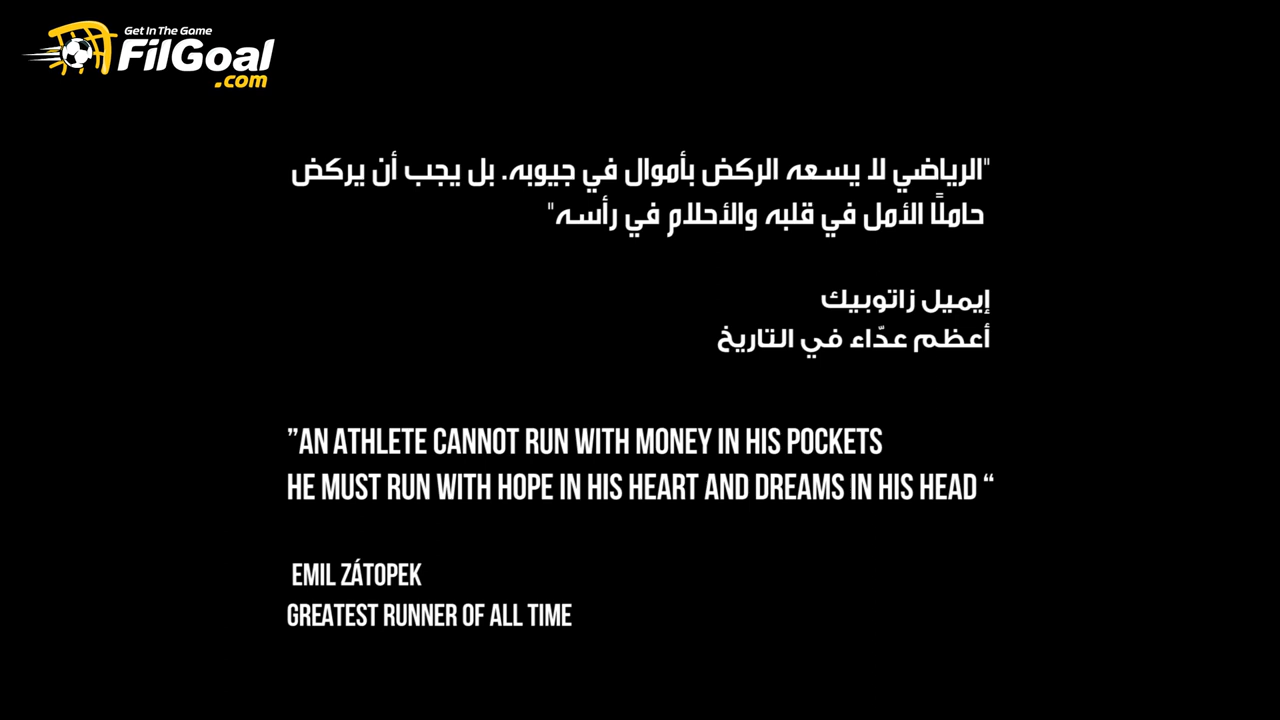 Get In The Game
FilGoal
.com
"الرياضي لا يسعه الركض بأموال في جيوبه. بل يجب أن يركض
حاملًا الأمل في قلبه والأحلام في رأسه"
إيميل زاتوبيك
أعظم عدّاء في التاريخ
”AN ATHLETE CANNOT RUN WITH MONEY IN HIS POCKETS
HE MUST RUN WITH HOPE IN HIS HEART AND DREAMS IN HIS HEAD “
EMIL ZÁTOPEK
GREATEST RUNNER OF ALL TIME